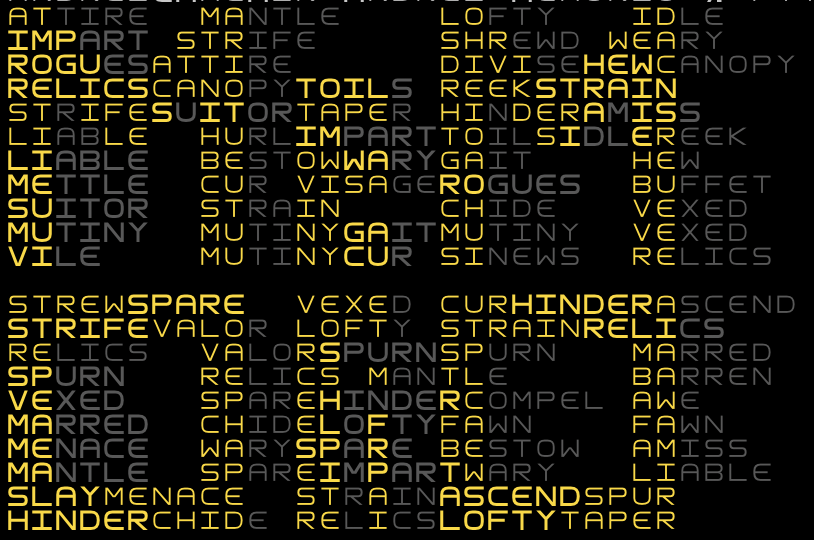 ATTIRE MANTLE LOFTY IDLE
IMPART STRIFE SHREWD WEARY
ROGUESATTIRE DIVISEHEWCANOPY
RELICSCANOPYTOILS REEKSTRAIN
STRIFESUITORTAPER HINDERAMISS
LIABLE HURLIMPARTTOILSIDLEREEK
LIABLE BESTOWWARYGAIT HEW
METTLE CUR VISAGEROGUES BUFFET
SUITOR STRAIN CHIDE VEXED
MUTINY MUTINYGAITMUTINY VEXED
VILE MUTINYCUR SINEWS RELICS
STREWSPARE VEXED CURHINDERASCEND
STRIFEVALOR LOFTY STRAINRELICS
RELICS VALORSPURNSPURN MARRED
SPURN RELICS MANTLE BARREN
VEXED SPAREHINDERCOMPEL AWE
MARRED CHIDELOFTYFAWN FAWN
MENACE WARYSPARE BESTOW AMISS
MANTLE SPAREIMPARTWARY LIABLE
SLAYMENACE STRAINASCENDSPUR
HINDERCHIDE RELICSLOFTYTAPER